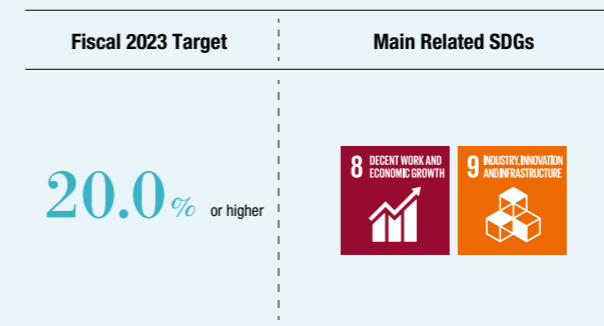 Fiscal 2023 Target
Main Related SDGs
20.0% or higher
8 DECENT WORK AND
ECONOMIC GROWTH
9 INDUSTRY, INNOVATION
AND INFRASTRUCTURE